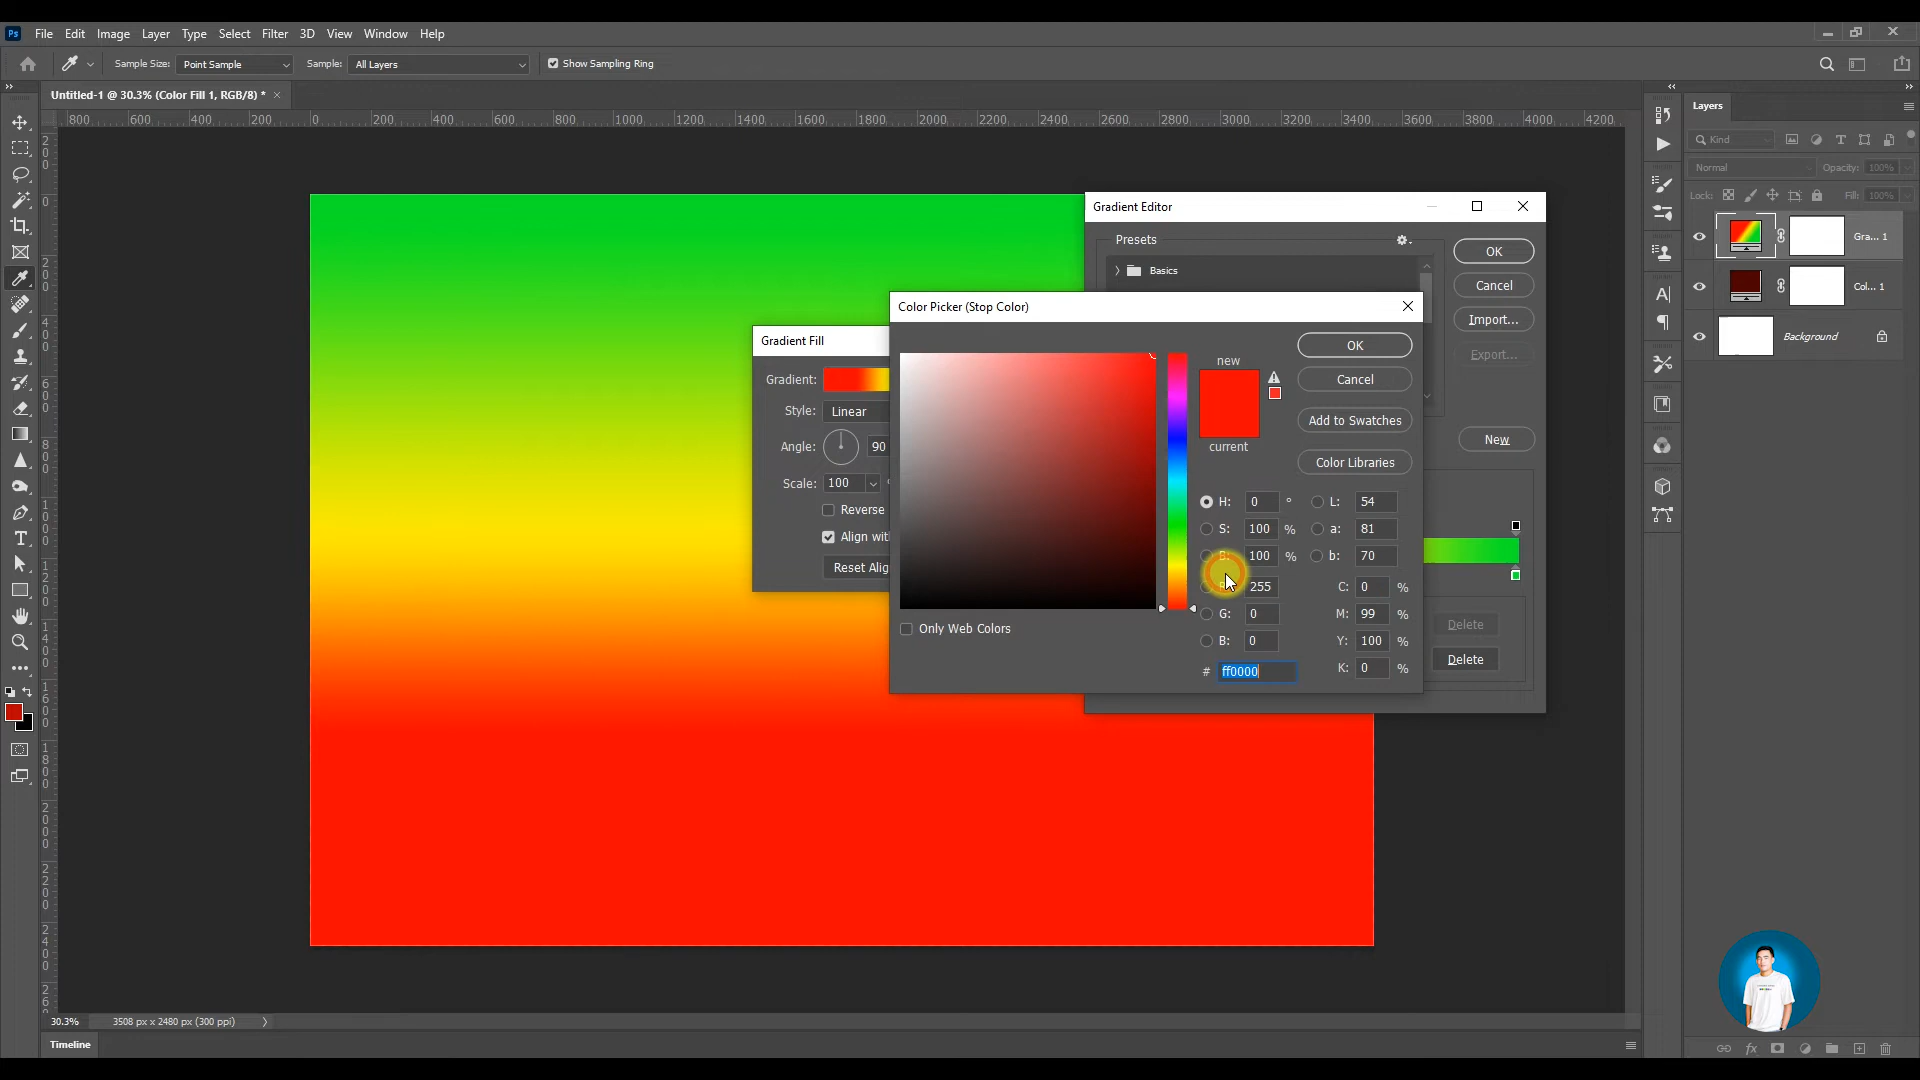 Ps File Edit Image Layer Type Select Filter 3D View Window Help
Sample Size: Point Sample Sample: All Layers Show Sampling Ring
Untitled-1 @ 30.3% (Color Fill 1, RGB/8) * ×
800 600 400 200 0 200 400 600 800 1000 1200 1400 1600 1800 2000 2200 2400 2600 2800 3000 3200 3400 3600 3800 4000 4200
Layers
Kind
Normal Opacity: 100%
Lock: Fill: 100%
Gra... 1
Col... 1
Background
Gradient Editor
Presets
Basics
OK
Cancel
Import...
Export...
New
Delete
Delete
Gradient Fill
Gradient:
Style: Linear
Angle: 90
Scale: 100
Reverse
Align wit
Reset Alig
Color Picker (Stop Color)
new
current
OK
Cancel
Add to Swatches
Color Libraries
H: 0 ° L: 54
S: 100 % a: 81
B: 100 % b: 70
255 C: 0 %
G: 0 M: 99 %
B: 0 Y: 100 %
# ff0000 K: 0 %
Only Web Colors
30.3% 3508 px x 2480 px (300 ppi)
Timeline
fx